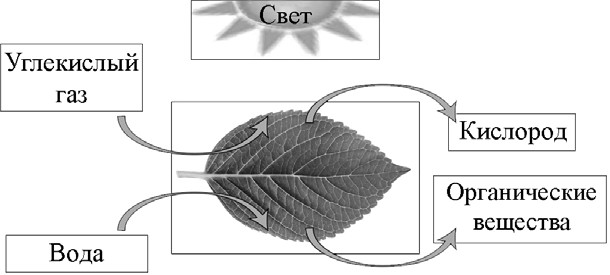 Свет
Углекислый
газ
Кислород
Органические
вещества
Вода